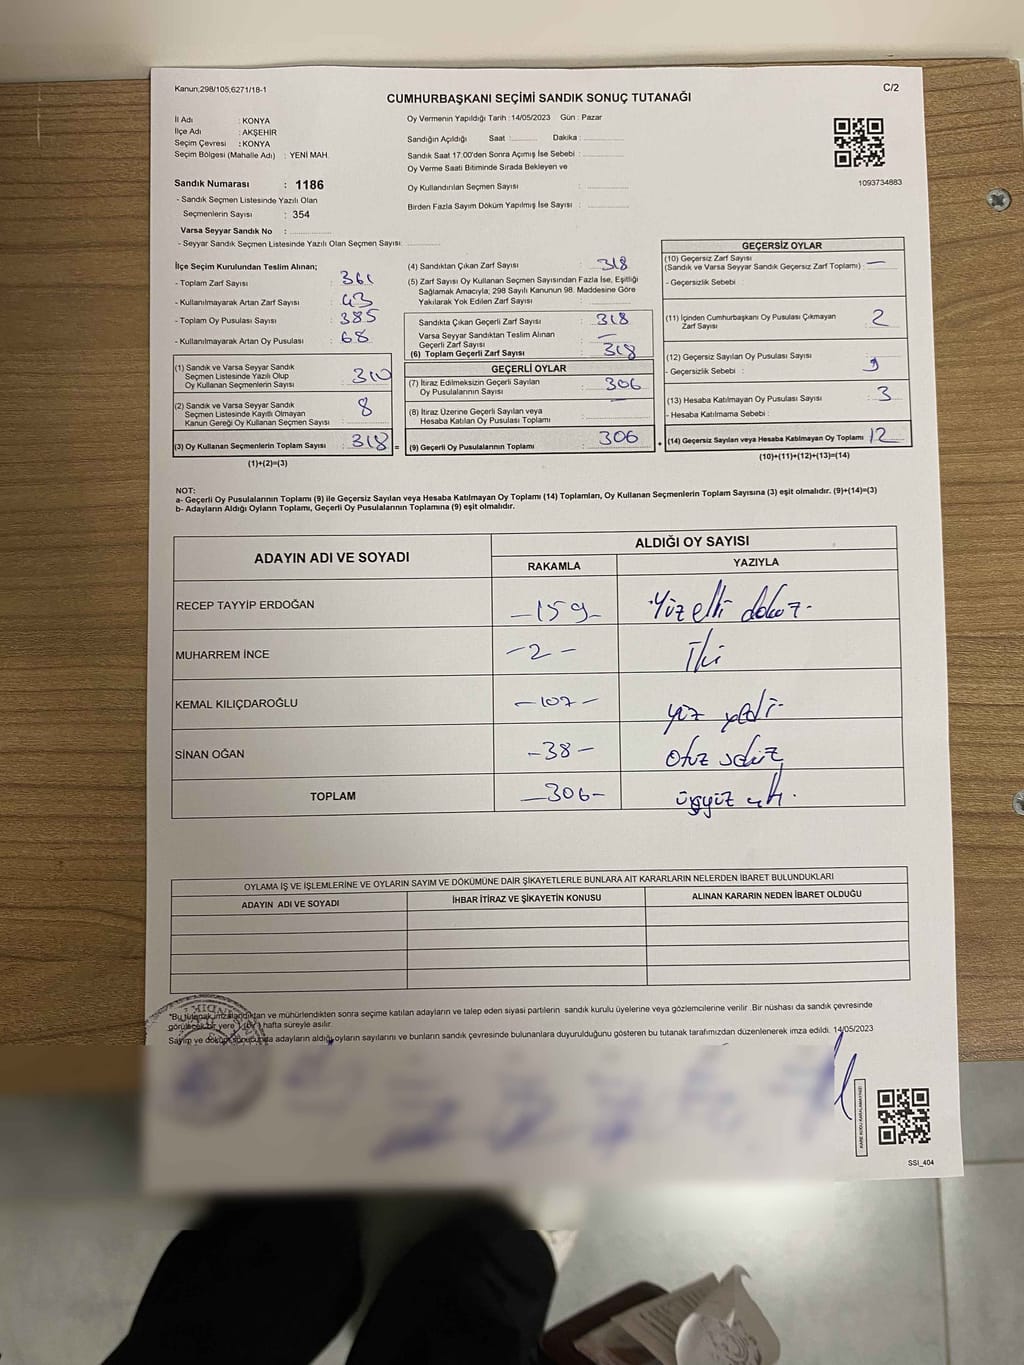 Kanun;298/105,6271/18-1
C/2
CUMHURBAŞKANI SEÇİMİ SANDIK SONUÇ TUTANAĞI
İl Adı : KONYA
İlçe Adı : AKŞEHİR
Seçim Çevresi : KONYA
Seçim Bölgesi (Mahalle Adı) : YENİ MAH.
Sandık Numarası : 1186
- Sandık Seçmen Listesinde Yazılı Olan
Seçmenlerin Sayısı : 354
Varsa Seyyar Sandık No :
- Seyyar Sandık Seçmen Listesinde Yazılı Olan Seçmen Sayısı:
Oy Vermenin Yapıldığı Tarih : 14/05/2023 Gün : Pazar
Sandığın Açıldığı Saat : Dakika :
Sandık Saat 17.00'den Sonra Açımış İse Sebebi :
Oy Verme Saati Bitiminde Sırada Bekleyen ve
Oy Kullandırılan Seçmen Sayısı :
Birden Fazla Sayım Döküm Yapılmış İse Sayısı :
1093734883
İlçe Seçim Kurulundan Teslim Alınan;
- Toplam Zarf Sayısı : 361
- Kullanılmayarak Artan Zarf Sayısı : 43
- Toplam Oy Pusulası Sayısı : 385
- Kullanılmayarak Artan Oy Pusulası : 68
(1) Sandık ve Varsa Seyyar Sandık
Seçmen Listesinde Yazılı Olup
Oy Kullanan Seçmenlerin Sayısı : 310
(2) Sandık ve Varsa Seyyar Sandık
Seçmen Listesinde Kayıtlı Olmayan
Kanun Gereği Oy Kullanan Seçmen Sayısı : 8
(3) Oy Kullanan Seçmenlerin Toplam Sayısı : 318 =
(1)+(2)=(3)
(4) Sandıktan Çıkan Zarf Sayısı : 318
(5) Zarf Sayısı Oy Kullanan Seçmen Sayısından Fazla İse, Eşitliği
Sağlamak Amacıyla; 298 Sayılı Kanunun 98. Maddesine Göre
Yakılarak Yok Edilen Zarf Sayısı :
Sandıkta Çıkan Geçerli Zarf Sayısı : 318
Varsa Seyyar Sandıktan Teslim Alınan
Geçerli Zarf Sayısı : —
(6) Toplam Geçerli Zarf Sayısı : 318
GEÇERLİ OYLAR
(7) İtiraz Edilmeksizin Geçerli Sayılan
Oy Pusulalarının Sayısı : 306
(8) İtiraz Üzerine Geçerli Sayılan veya
Hesaba Katılan Oy Pusulası Toplamı :
(9) Geçerli Oy Pusulalarının Toplamı : 306 +
GEÇERSİZ OYLAR
(10) Geçersiz Zarf Sayısı
(Sandık ve Varsa Seyyar Sandık Geçersiz Zarf Toplamı) : —
- Geçersizlik Sebebi :
(11) İçinden Cumhurbaşkanı Oy Pusulası Çıkmayan
Zarf Sayısı : 2
(12) Geçersiz Sayılan Oy Pusulası Sayısı :
- Geçersizlik Sebebi :
(13) Hesaba Katılmayan Oy Pusulası Sayısı : 3
- Hesaba Katılmama Sebebi :
(14) Geçersiz Sayılan veya Hesaba Katılmayan Oy Toplamı 12
(10)+(11)+(12)+(13)=(14)
NOT:
a- Geçerli Oy Pusulalarının Toplamı (9) ile Geçersiz Sayılan veya Hesaba Katılmayan Oy Toplamı (14) Toplamları, Oy Kullanan Seçmenlerin Toplam Sayısına (3) eşit olmalıdır. (9)+(14)=(3)
b- Adayların Aldığı Oyların Toplamı, Geçerli Oy Pusulalarının Toplamına (9) eşit olmalıdır.
ADAYIN ADI VE SOYADI
ALDIĞI OY SAYISI
RAKAMLA YAZIYLA
RECEP TAYYİP ERDOĞAN -159- Yüz elli dokuz-
MUHARREM İNCE -2- İki
KEMAL KILIÇDAROĞLU -107- yüz yedi-
SİNAN OĞAN -38- Otuz sekiz
TOPLAM -306- üçyüz altı.
OYLAMA İŞ VE İŞLEMLERİNE VE OYLARIN SAYIM VE DÖKÜMÜNE DAİR ŞİKAYETLERLE BUNLARA AİT KARARLARIN NELERDEN İBARET BULUNDUKLARI
ADAYIN ADI VE SOYADI İHBAR İTİRAZ VE ŞİKAYETİN KONUSU ALINAN KARARIN NEDEN İBARET OLDUĞU
"Bu tutanak imzalandıktan ve mühürlendikten sonra seçime katılan adayların ve talep eden siyasi partilerin sandık kurulu üyelerine veya gözlemcilerine verilir .Bir nüshası da sandık çevresinde
görülecek bir yere 1 (bir) hafta süreyle asılır.
Sayım ve döküm sonucunda adayların aldığı oyların sayılarını ve bunların sandık çevresinde bulunanlara duyurulduğunu gösteren bu tutanak tarafımızdan düzenlenerek imza edildi. 14/05/2023
SSI_404